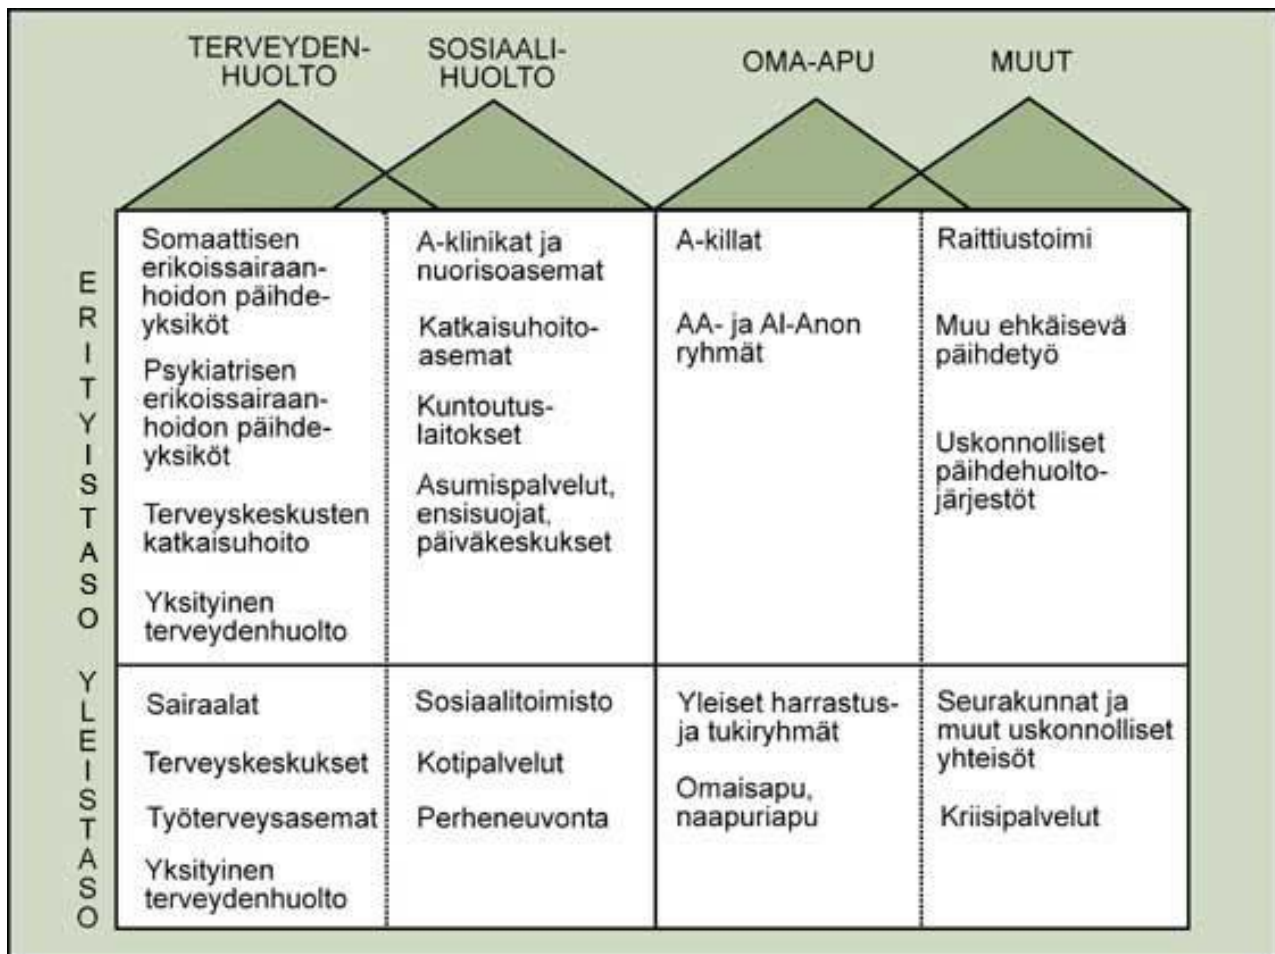 TERVEYDEN-
HUOLTO
SOSIAALI-
HUOLTO
OMA-APU
MUUT
ERITYISTASO
Somaattisen
erikoissairaan-
hoidon päihde-
yksiköt
Psykiatrisen
erikoissairaan-
hoidon päihde-
yksiköt
Terveyskeskusten
katkaisuhoito
Yksityinen
terveydenhuolto
A-klinikat ja
nuorisoasemat
Katkaisuhoito-
asemat
Kuntoutus-
laitokset
Asumispalvelut,
ensisuojat,
päiväkeskukset
A-killat
AA- ja Al-Anon
ryhmät
Raittiustoimi
Muu ehkäisevä
päihdetyö
Uskonnolliset
päihdehuolto-
järjestöt
YLEISTASO
Sairaalat
Terveyskeskukset
Työterveysasemat
Yksityinen
terveydenhuolto
Sosiaalitoimisto
Kotipalvelut
Perheneuvonta
Yleiset harrastus-
ja tukiryhmät
Omaisapu,
naapuriapu
Seurakunnat ja
muut uskonnolliset
yhteisöt
Kriisipalvelut